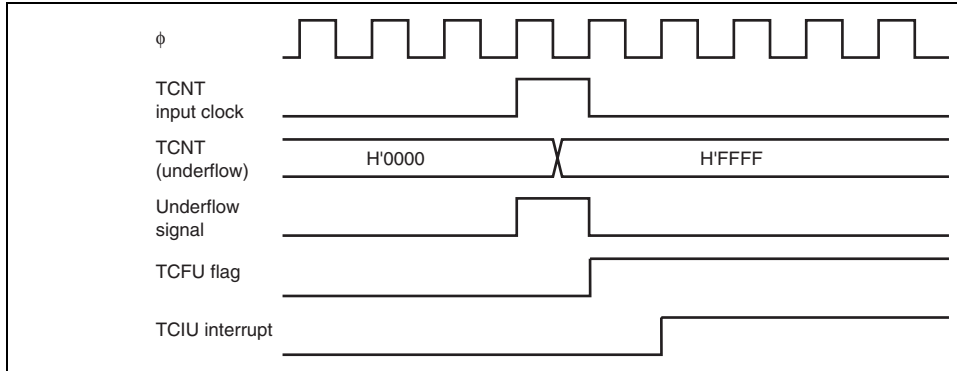 ϕ
TCNT
input clock
TCNT
(underflow)
H'0000
H'FFFF
Underflow
signal
TCFU flag
TCIU interrupt